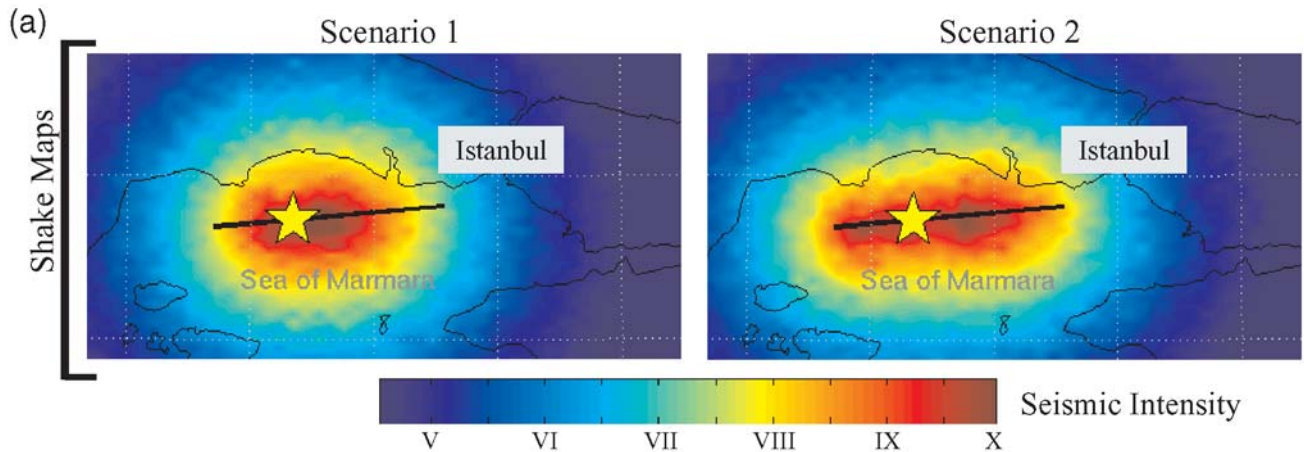 (a)
Scenario 1
Scenario 2
Shake Maps
Istanbul
Istanbul
Sea of Marmara
Sea of Marmara
V VI VII VIII IX X
Seismic Intensity